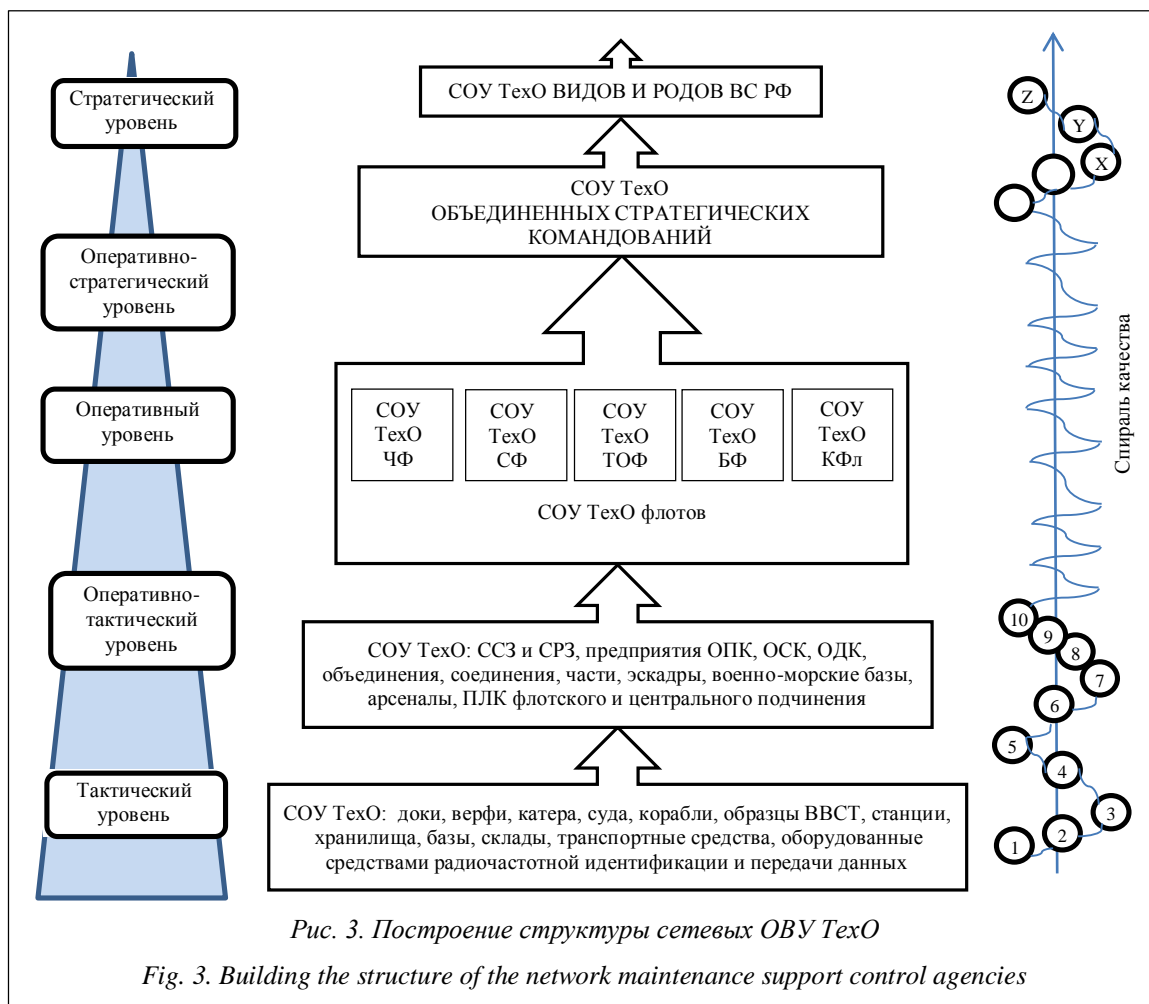 Стратегический
уровень
Оперативно-
стратегический
уровень
Оперативный
уровень
Оперативно-
тактический
уровень
Тактический
уровень
СОУ ТехО ВИДОВ И РОДОВ ВС РФ
СОУ ТехО
ОБЪЕДИНЕННЫХ СТРАТЕГИЧЕСКИХ
КОМАНДОВАНИЙ
СОУ
ТехО
ЧФ
СОУ
ТехО
СФ
СОУ
ТехО
ТОФ
СОУ
ТехО
БФ
СОУ
ТехО
КФл
СОУ ТехО флотов
СОУ ТехО: ССЗ и СРЗ, предприятия ОПК, ОСК, ОДК,
объединения, соединения, части, эскадры, военно-морские базы,
арсеналы, ПЛК флотского и центрального подчинения
СОУ ТехО: доки, верфи, катера, суда, корабли, образцы ВВСТ, станции,
хранилища, базы, склады, транспортные средства, оборудованные
средствами радиочастотной идентификации и передачи данных
Z
Y
X
Спираль качества
10
9
8
7
6
5
4
3
2
1
Рис. 3. Построение структуры сетевых ОВУ ТехО
Fig. 3. Building the structure of the network maintenance support control agencies